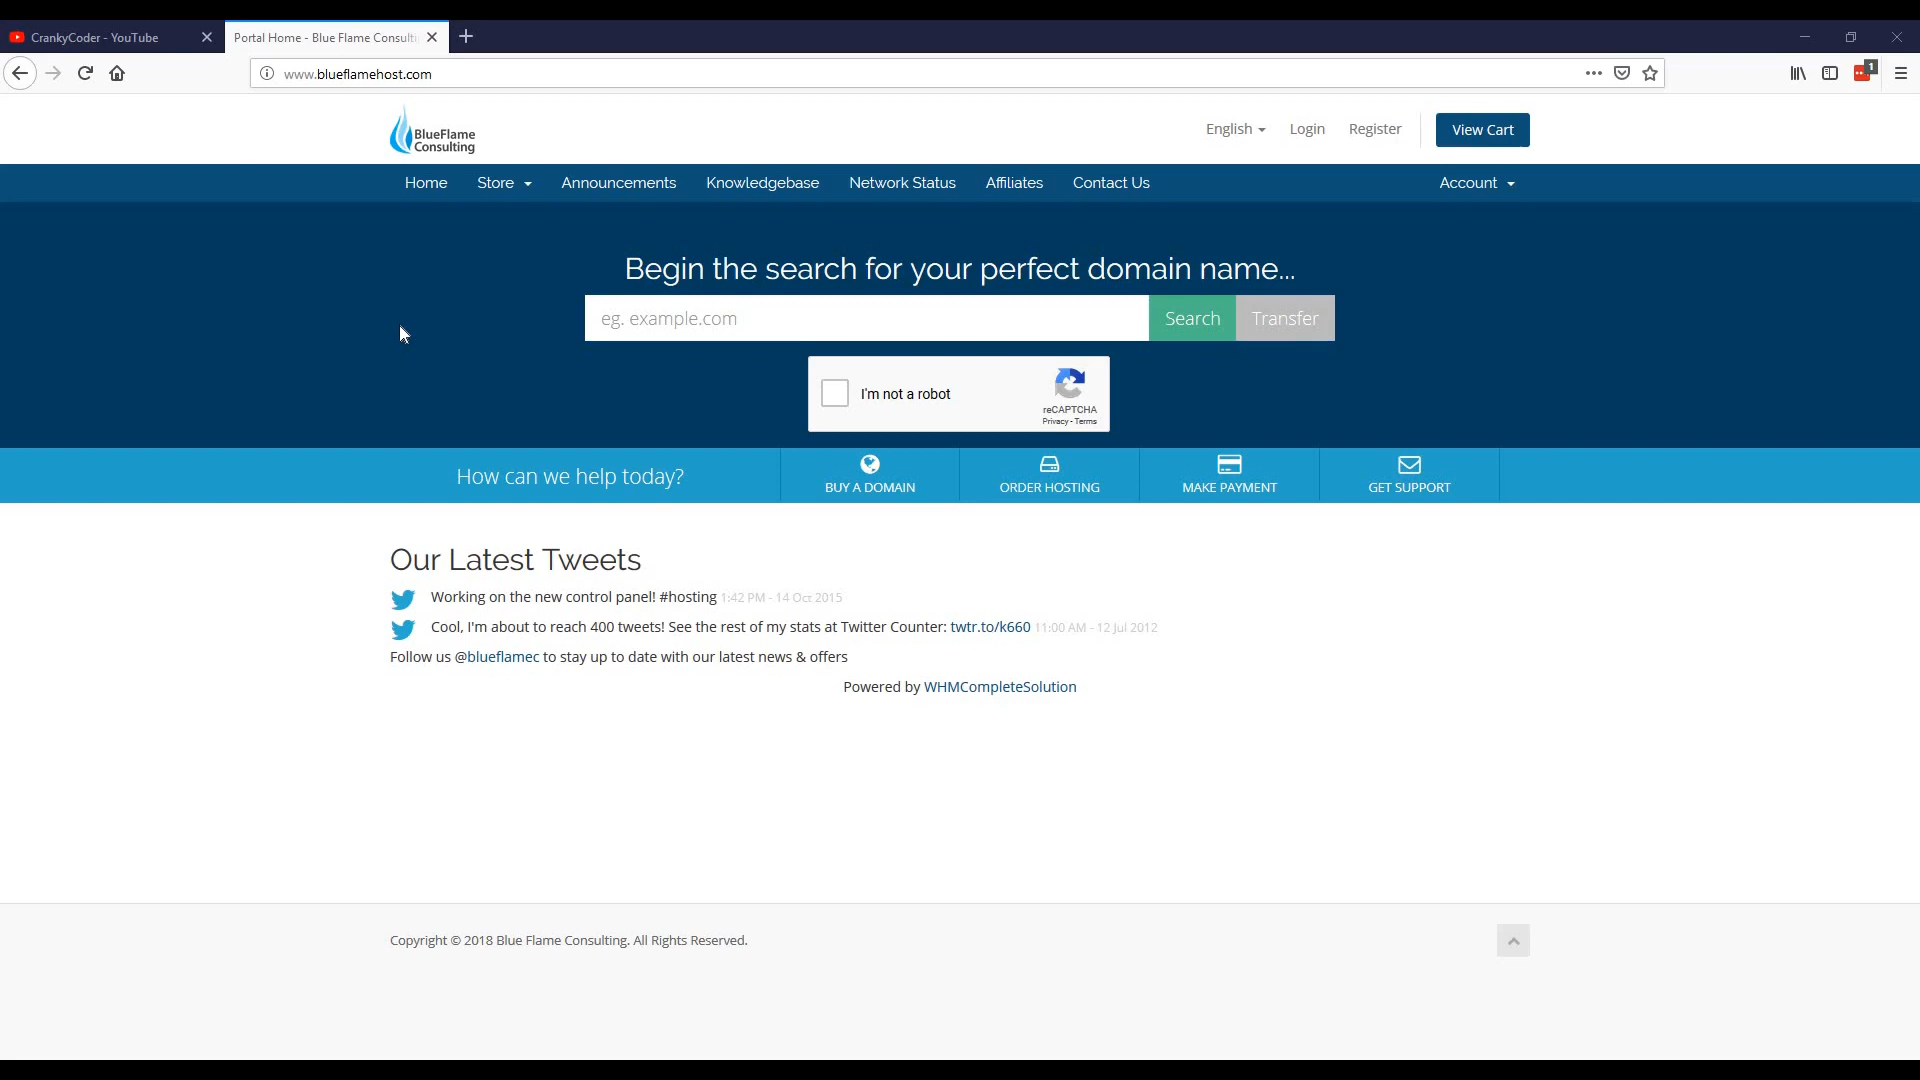 CrankyCoder - YouTube
Portal Home - Blue Flame Consulti
www.blueflamehost.com
1
BlueFlame
Consulting
English
Login
Register
View Cart
Home
Store
Announcements
Knowledgebase
Network Status
Affiliates
Contact Us
Account
Begin the search for your perfect domain name...
eg. example.com
Search
Transfer
I'm not a robot
reCAPTCHA
Privacy - Terms
How can we help today?
BUY A DOMAIN
ORDER HOSTING
MAKE PAYMENT
GET SUPPORT
Our Latest Tweets
Working on the new control panel! #hosting 1:42 PM - 14 Oct 2015
Cool, I'm about to reach 400 tweets! See the rest of my stats at Twitter Counter: twtr.to/k660 11:00 AM - 12 Jul 2012
Follow us @blueflamec to stay up to date with our latest news & offers
Powered by WHMCompleteSolution
Copyright © 2018 Blue Flame Consulting. All Rights Reserved.